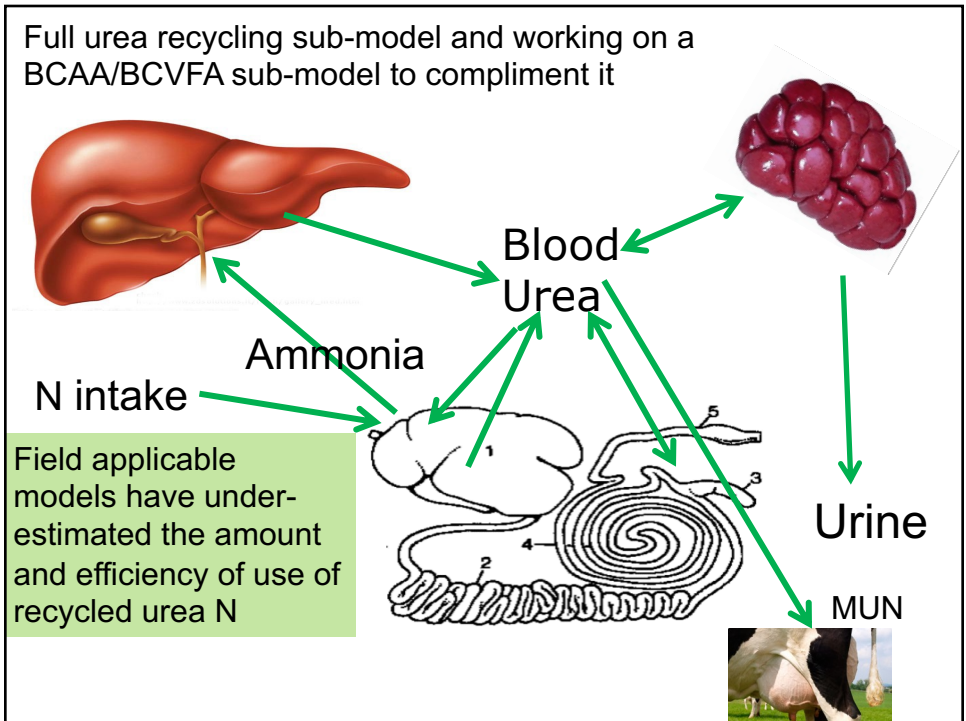 Full urea recycling sub-model and working on a
BCAA/BCVFA sub-model to compliment it
Blood
Urea
Ammonia
N intake
Field applicable
models have under-
estimated the amount
and efficiency of use of
recycled urea N
1
2
3
4
5
Urine
MUN